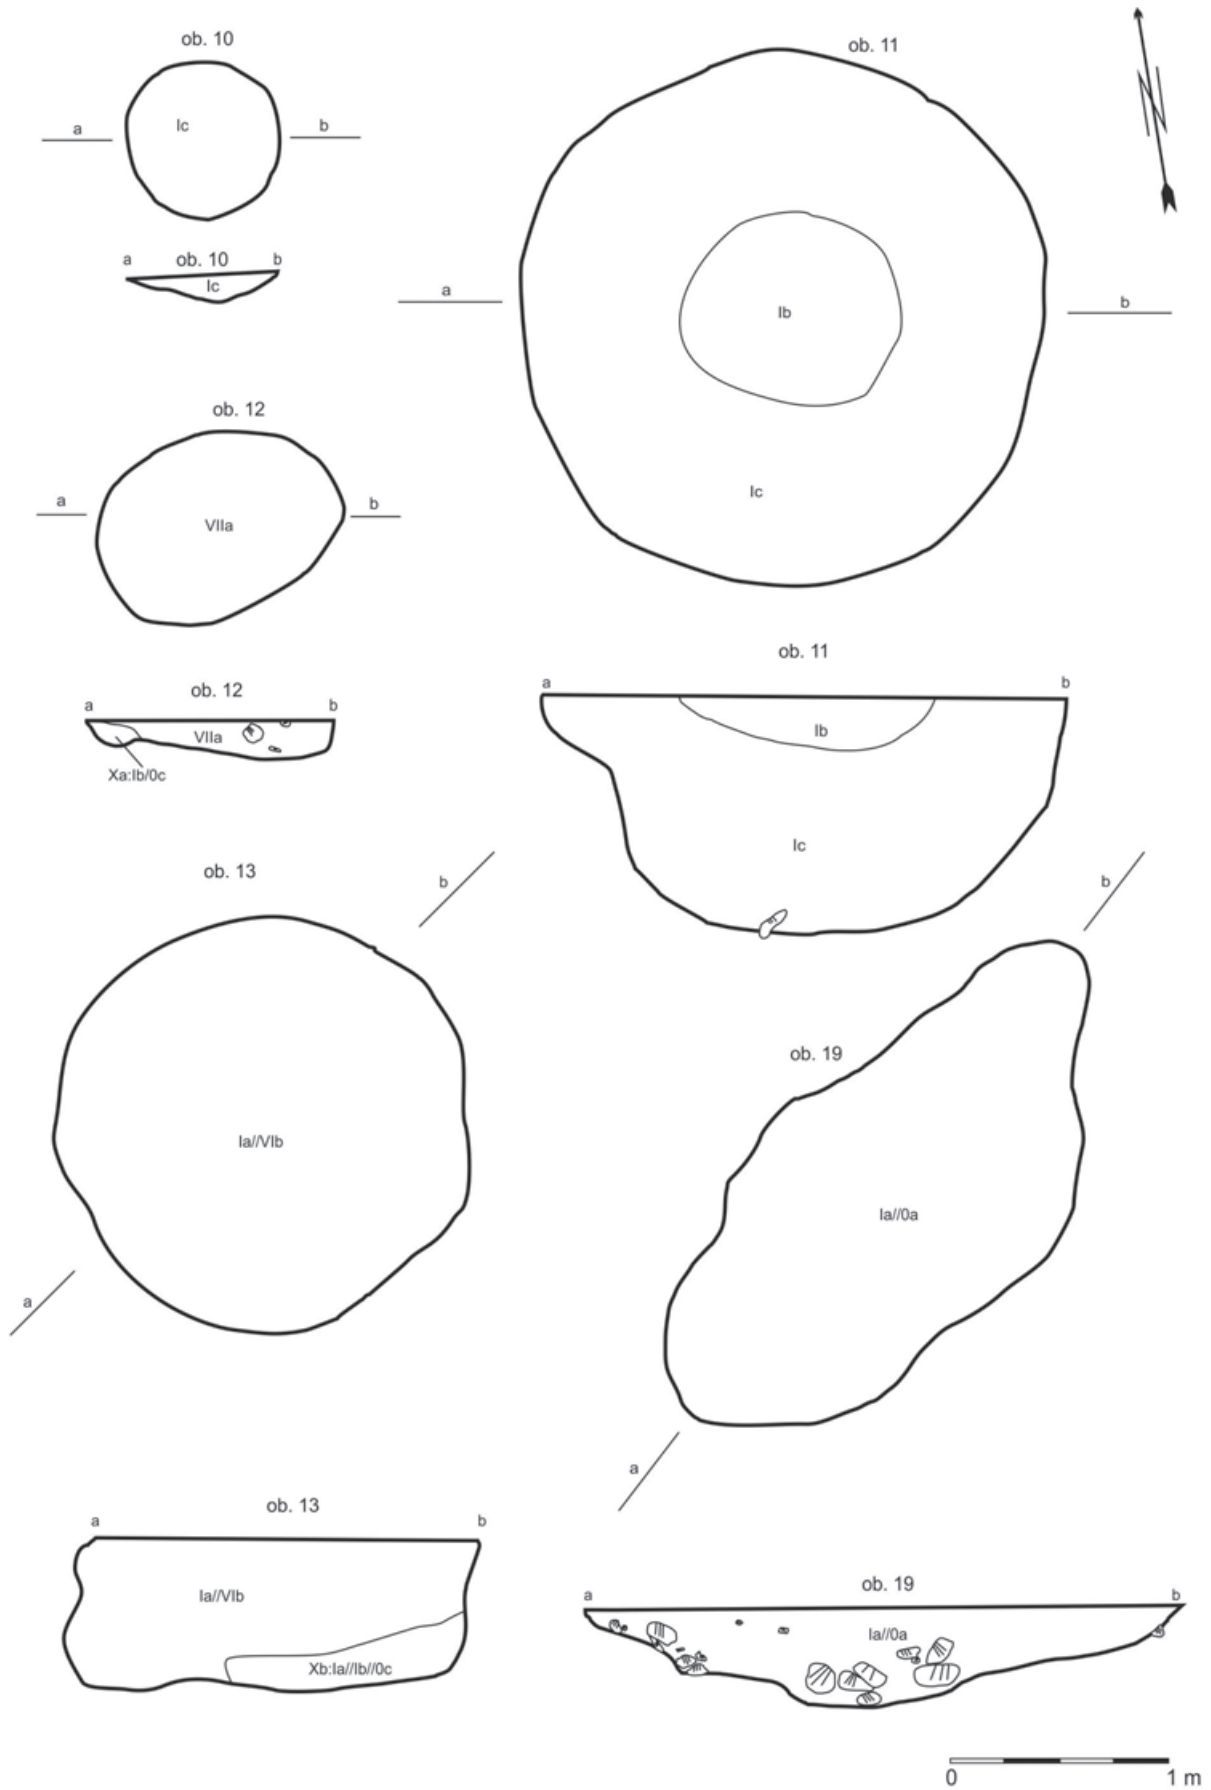 ob. 10
Ic
a
b
a
ob. 10
b
Ic
ob. 11
a
Ib
b
Ic
ob. 12
a
b
VIIa
ob. 12
a
b
VIIa
Xa:Ib/0c
ob. 11
a
b
Ib
Ic
ob. 13
b
Ia//VIb
a
b
ob. 19
Ia//0a
a
ob. 13
a
b
Ia//VIb
Xb:Ia//Ib//0c
ob. 19
a
b
Ia//0a
0 1 m